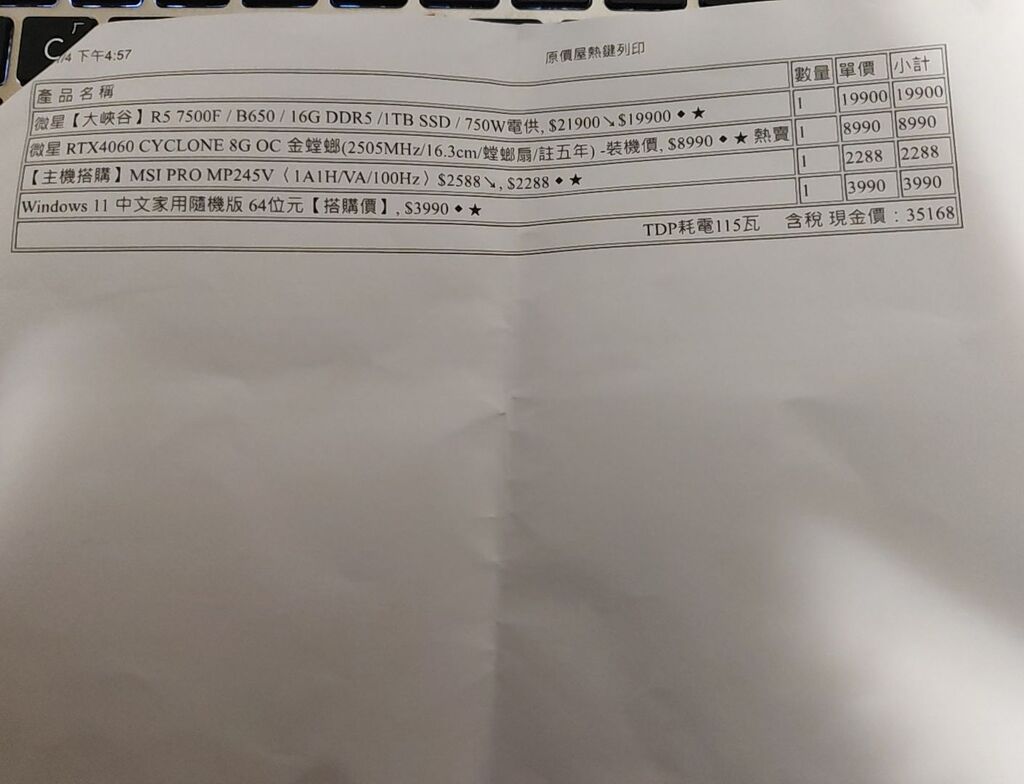 C
/4 下午4:57
原價屋熱鍵列印
產品名稱 數量 單價 小計
微星【大峽谷】R5 7500F / B650 / 16G DDR5 /1TB SSD / 750W電供, $21900↘$19900 ◆ ★ 1 19900 19900
微星 RTX4060 CYCLONE 8G OC 金螳螂(2505MHz/16.3cm/螳螂扇/註五年) -裝機價, $8990 ◆ ★ 熱賣 1 8990 8990
【主機搭購】MSI PRO MP245V〈1A1H/VA/100Hz〉$2588↘, $2288 ◆ ★ 1 2288 2288
Windows 11 中文家用隨機版 64位元【搭購價】, $3990 ◆ ★ 1 3990 3990
TDP耗電115瓦 含稅 現金價：35168